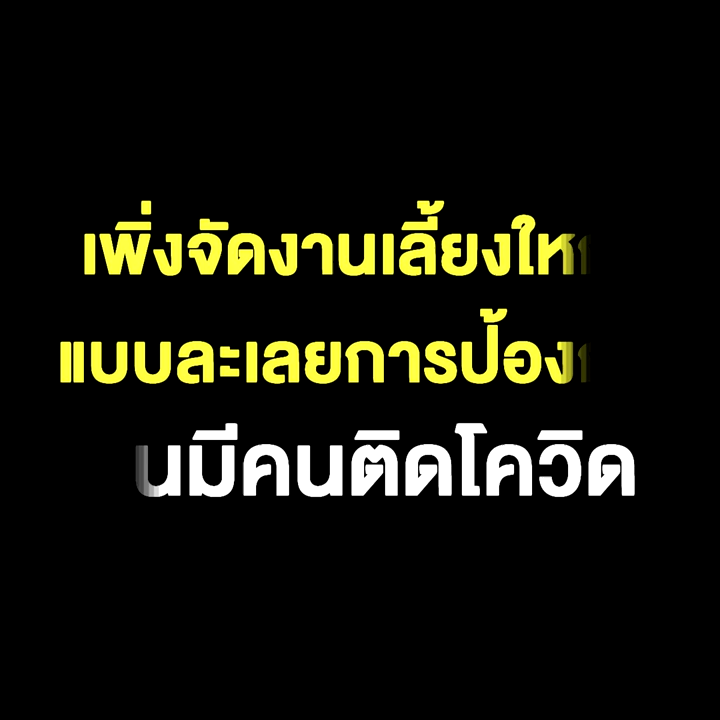 เพิ่งจัดงานเลี้ยงให
แบบละเลยการป้อง
นมีคนติดโควิด